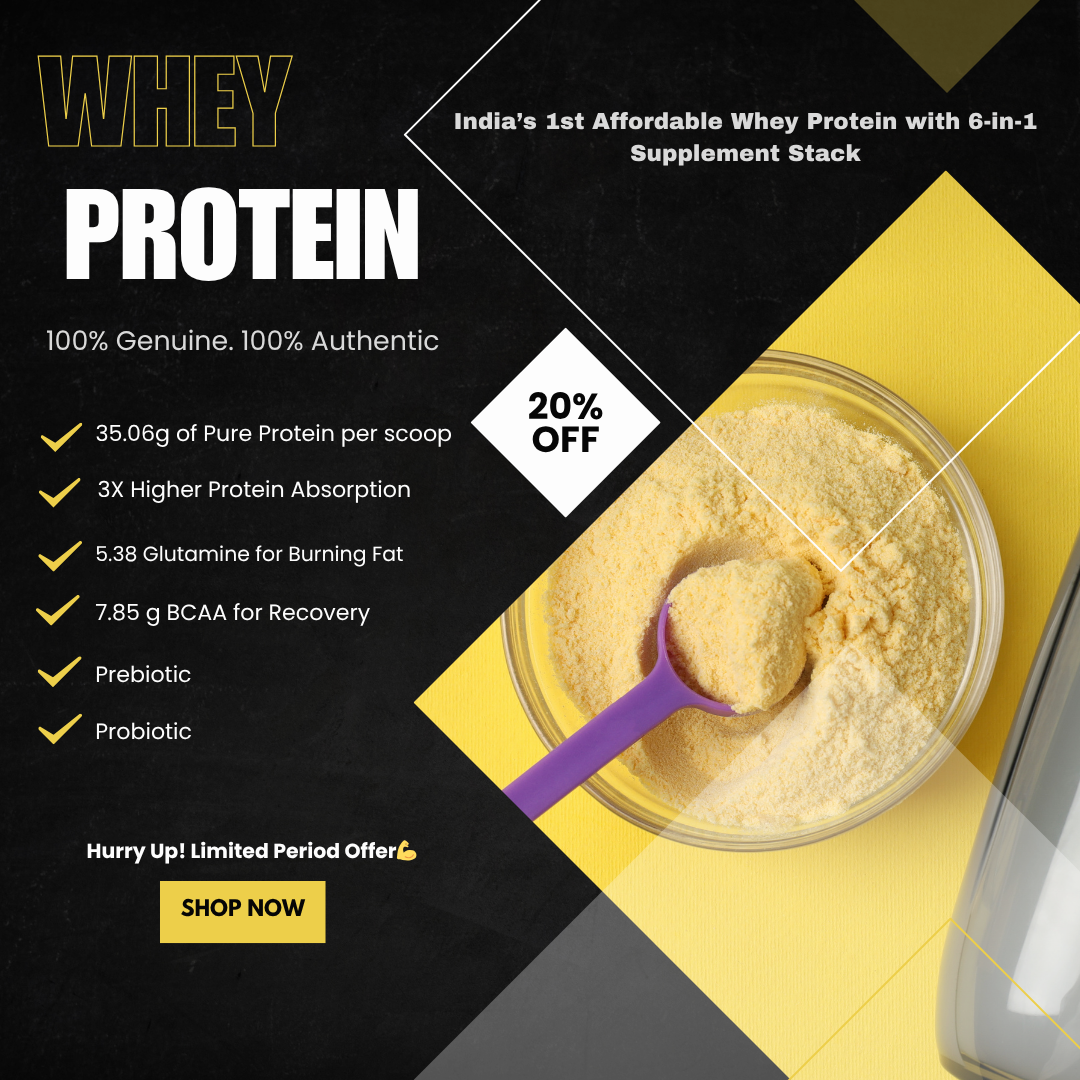 WHEY
PROTEIN
India's 1st Affordable Whey Protein with 6-in-1
Supplement Stack
100% Genuine. 100% Authentic
20%
OFF
35.06g of Pure Protein per scoop
3X Higher Protein Absorption
5.38 Glutamine for Burning Fat
7.85 g BCAA for Recovery
Prebiotic
Probiotic
Hurry Up! Limited Period Offer💪
SHOP NOW